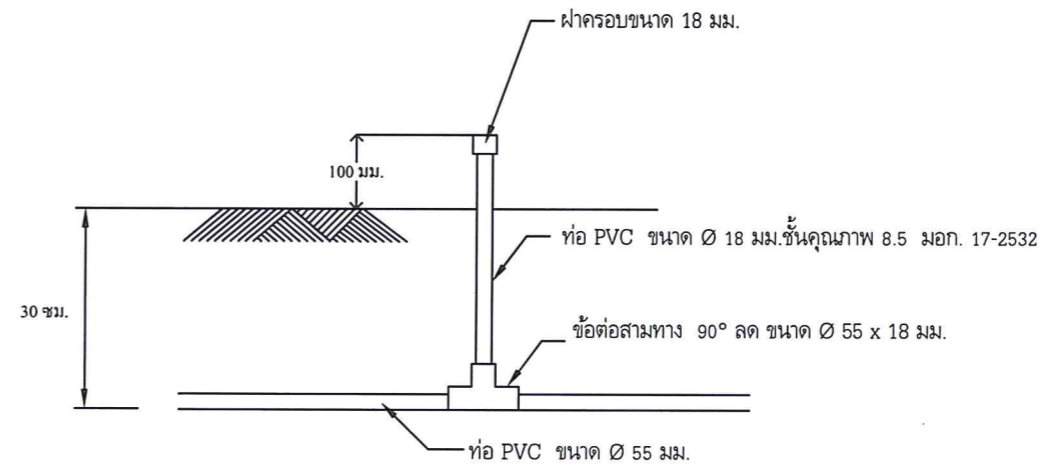 ฝาครอบขนาด 18 มม.
100 มม.
ท่อ PVC ขนาด Ø 18 มม.ชั้นคุณภาพ 8.5 มอก. 17-2532
30 ซม.
ข้อต่อสามทาง 90° ลด ขนาด Ø 55 x 18 มม.
ท่อ PVC ขนาด Ø 55 มม.